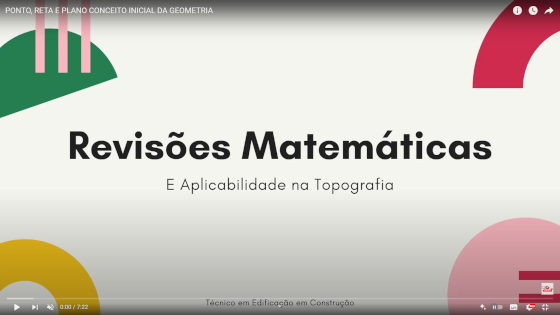 PONTO, RETA E PLANO CONCEITO INICIAL DA GEOMETRIA
Revisões Matemáticas
E Aplicabilidade na Topografia
Técnico em Edificação em Construção
0:00 / 7:22